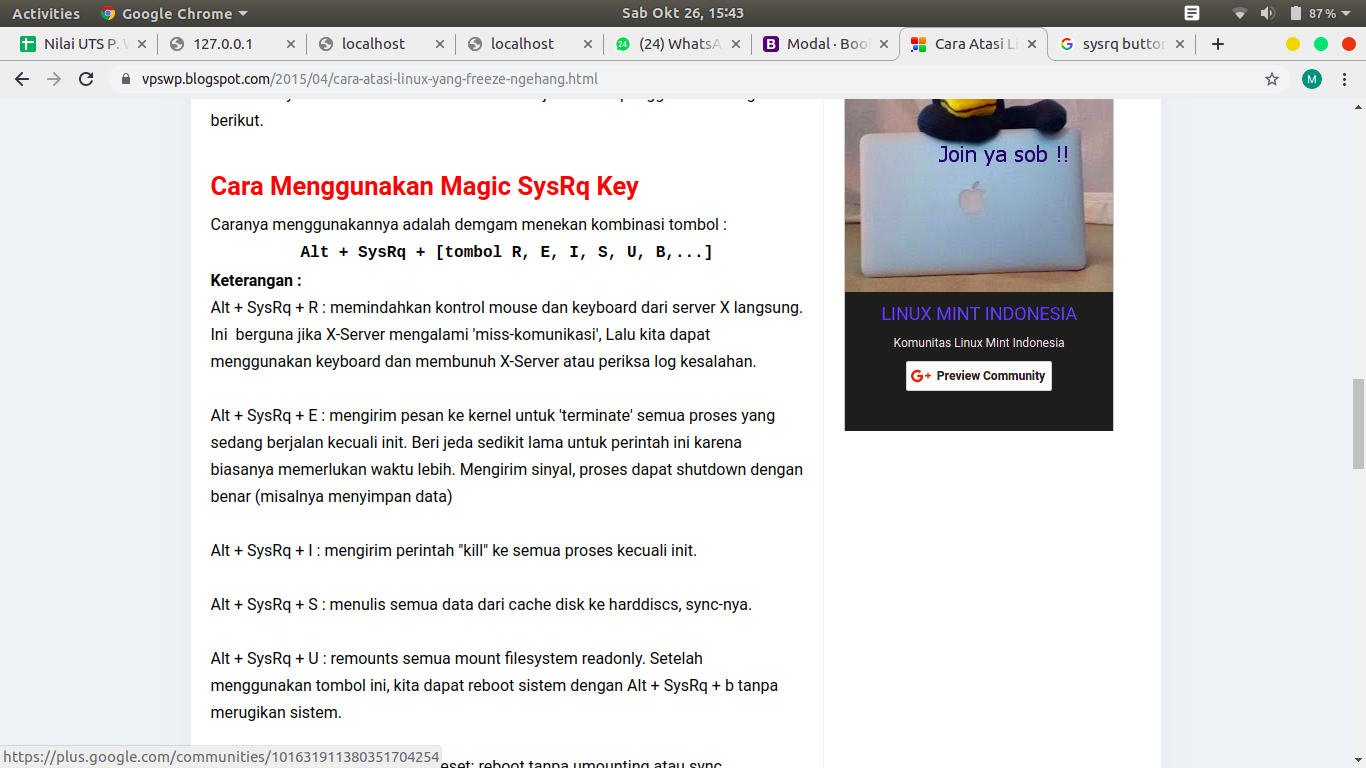 Activities
Google Chrome
Sab Okt 26, 15:43
87%
Nilai UTS P.
127.0.0.1
localhost
localhost
24
(24) WhatsA
B
Modal · Boo
Cara Atasi Li
sysrq butto
vpswp.blogspot.com/2015/04/cara-atasi-linux-yang-freeze-ngehang.html
M
berikut.
Cara Menggunakan Magic SysRq Key
Caranya menggunakannya adalah demgam menekan kombinasi tombol :
Alt + SysRq + [tombol R, E, I, S, U, B,...]
Keterangan :
Alt + SysRq + R : memindahkan kontrol mouse dan keyboard dari server X langsung.
Ini berguna jika X-Server mengalami 'miss-komunikasi', Lalu kita dapat
menggunakan keyboard dan membunuh X-Server atau periksa log kesalahan.
Alt + SysRq + E : mengirim pesan ke kernel untuk 'terminate' semua proses yang
sedang berjalan kecuali init. Beri jeda sedikit lama untuk perintah ini karena
biasanya memerlukan waktu lebih. Mengirim sinyal, proses dapat shutdown dengan
benar (misalnya menyimpan data)
Alt + SysRq + I : mengirim perintah "kill" ke semua proses kecuali init.
Alt + SysRq + S : menulis semua data dari cache disk ke harddiscs, sync-nya.
Alt + SysRq + U : remounts semua mount filesystem readonly. Setelah
menggunakan tombol ini, kita dapat reboot sistem dengan Alt + SysRq + b tanpa
merugikan sistem.
eset: reboot tanpa umounting atau sync.
Join ya sob !!
LINUX MINT INDONESIA
Komunitas Linux Mint Indonesia
G+ Preview Community
https://plus.google.com/communities/101631911380351704254